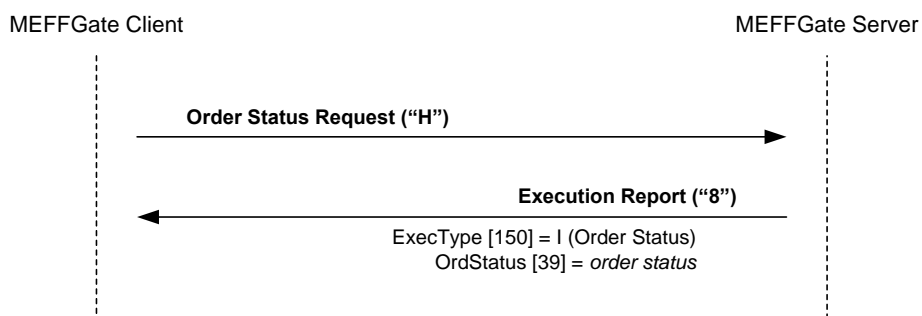 MEFFGate Client
MEFFGate Server
Order Status Request (“H”)
Execution Report (“8”)
ExecType [150] = I (Order Status)
OrdStatus [39] = order status